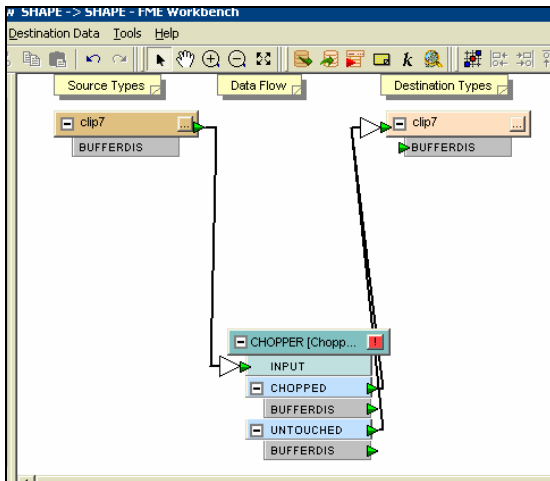 SHAPE -> SHAPE - FME Workbench
Destination Data Tools Help
Source Types
Data Flow
Destination Types
clip7 ...
BUFFERDIS
clip7 ...
BUFFERDIS
CHOPPER [Chopp... !
INPUT
CHOPPED
BUFFERDIS
UNTOUCHED
BUFFERDIS